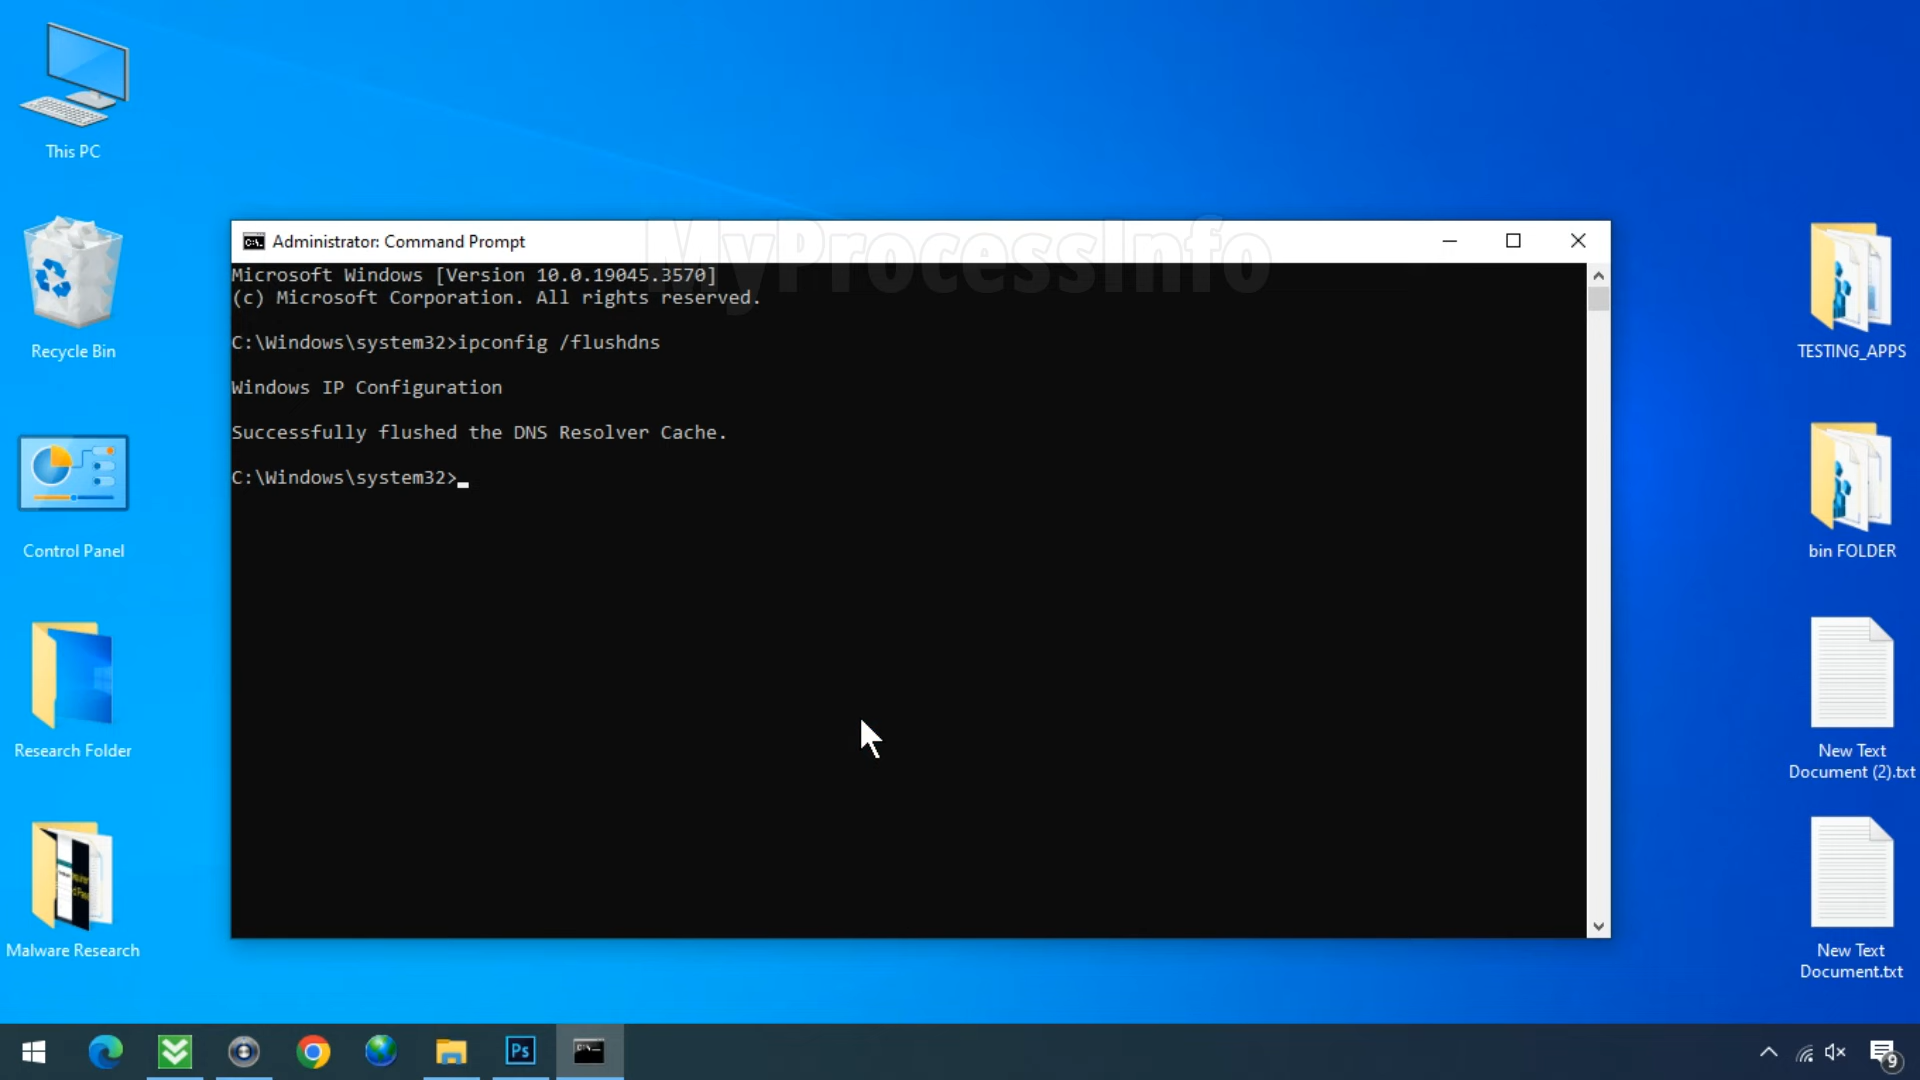 This PC
Recycle Bin
Control Panel
Research Folder
Malware Research
MyProcessInfo
Administrator: Command Prompt
Microsoft Windows [Version 10.0.19045.3570]
(c) Microsoft Corporation. All rights reserved.
C:\Windows\system32>ipconfig /flushdns
Windows IP Configuration
Successfully flushed the DNS Resolver Cache.
C:\Windows\system32>
TESTING_APPS
bin FOLDER
New Text
Document (2).txt
New Text
Document.txt
Ps
9